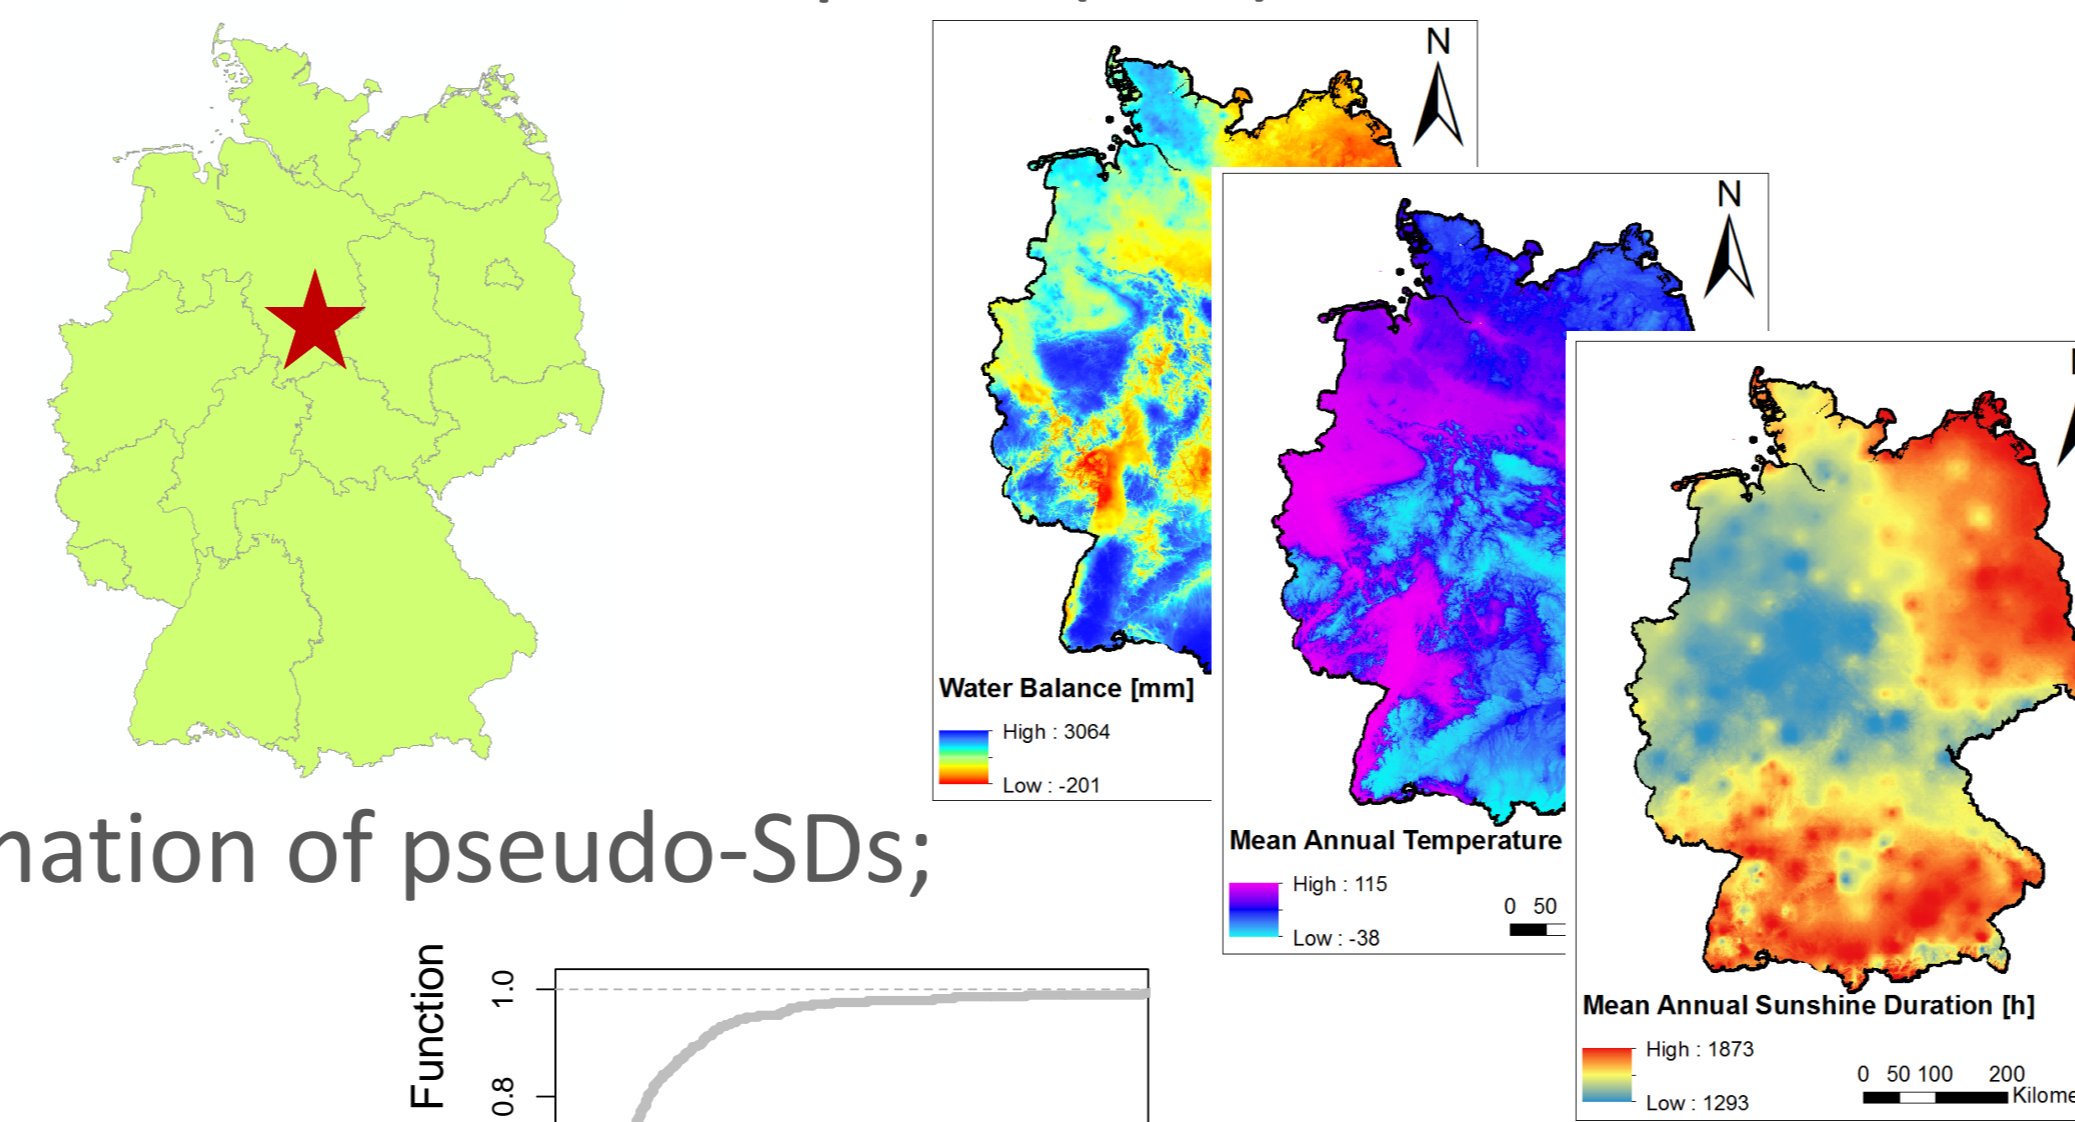 N
Water Balance [mm]
High : 3064
Low : -201
N
Mean Annual Temperature
High : 115
Low : -38
0 50
Mean Annual Sunshine Duration [h]
High : 1873
Low : 1293
0 50 100 200
Kilome
nation of pseudo-SDs;
Function
1.0
0.8